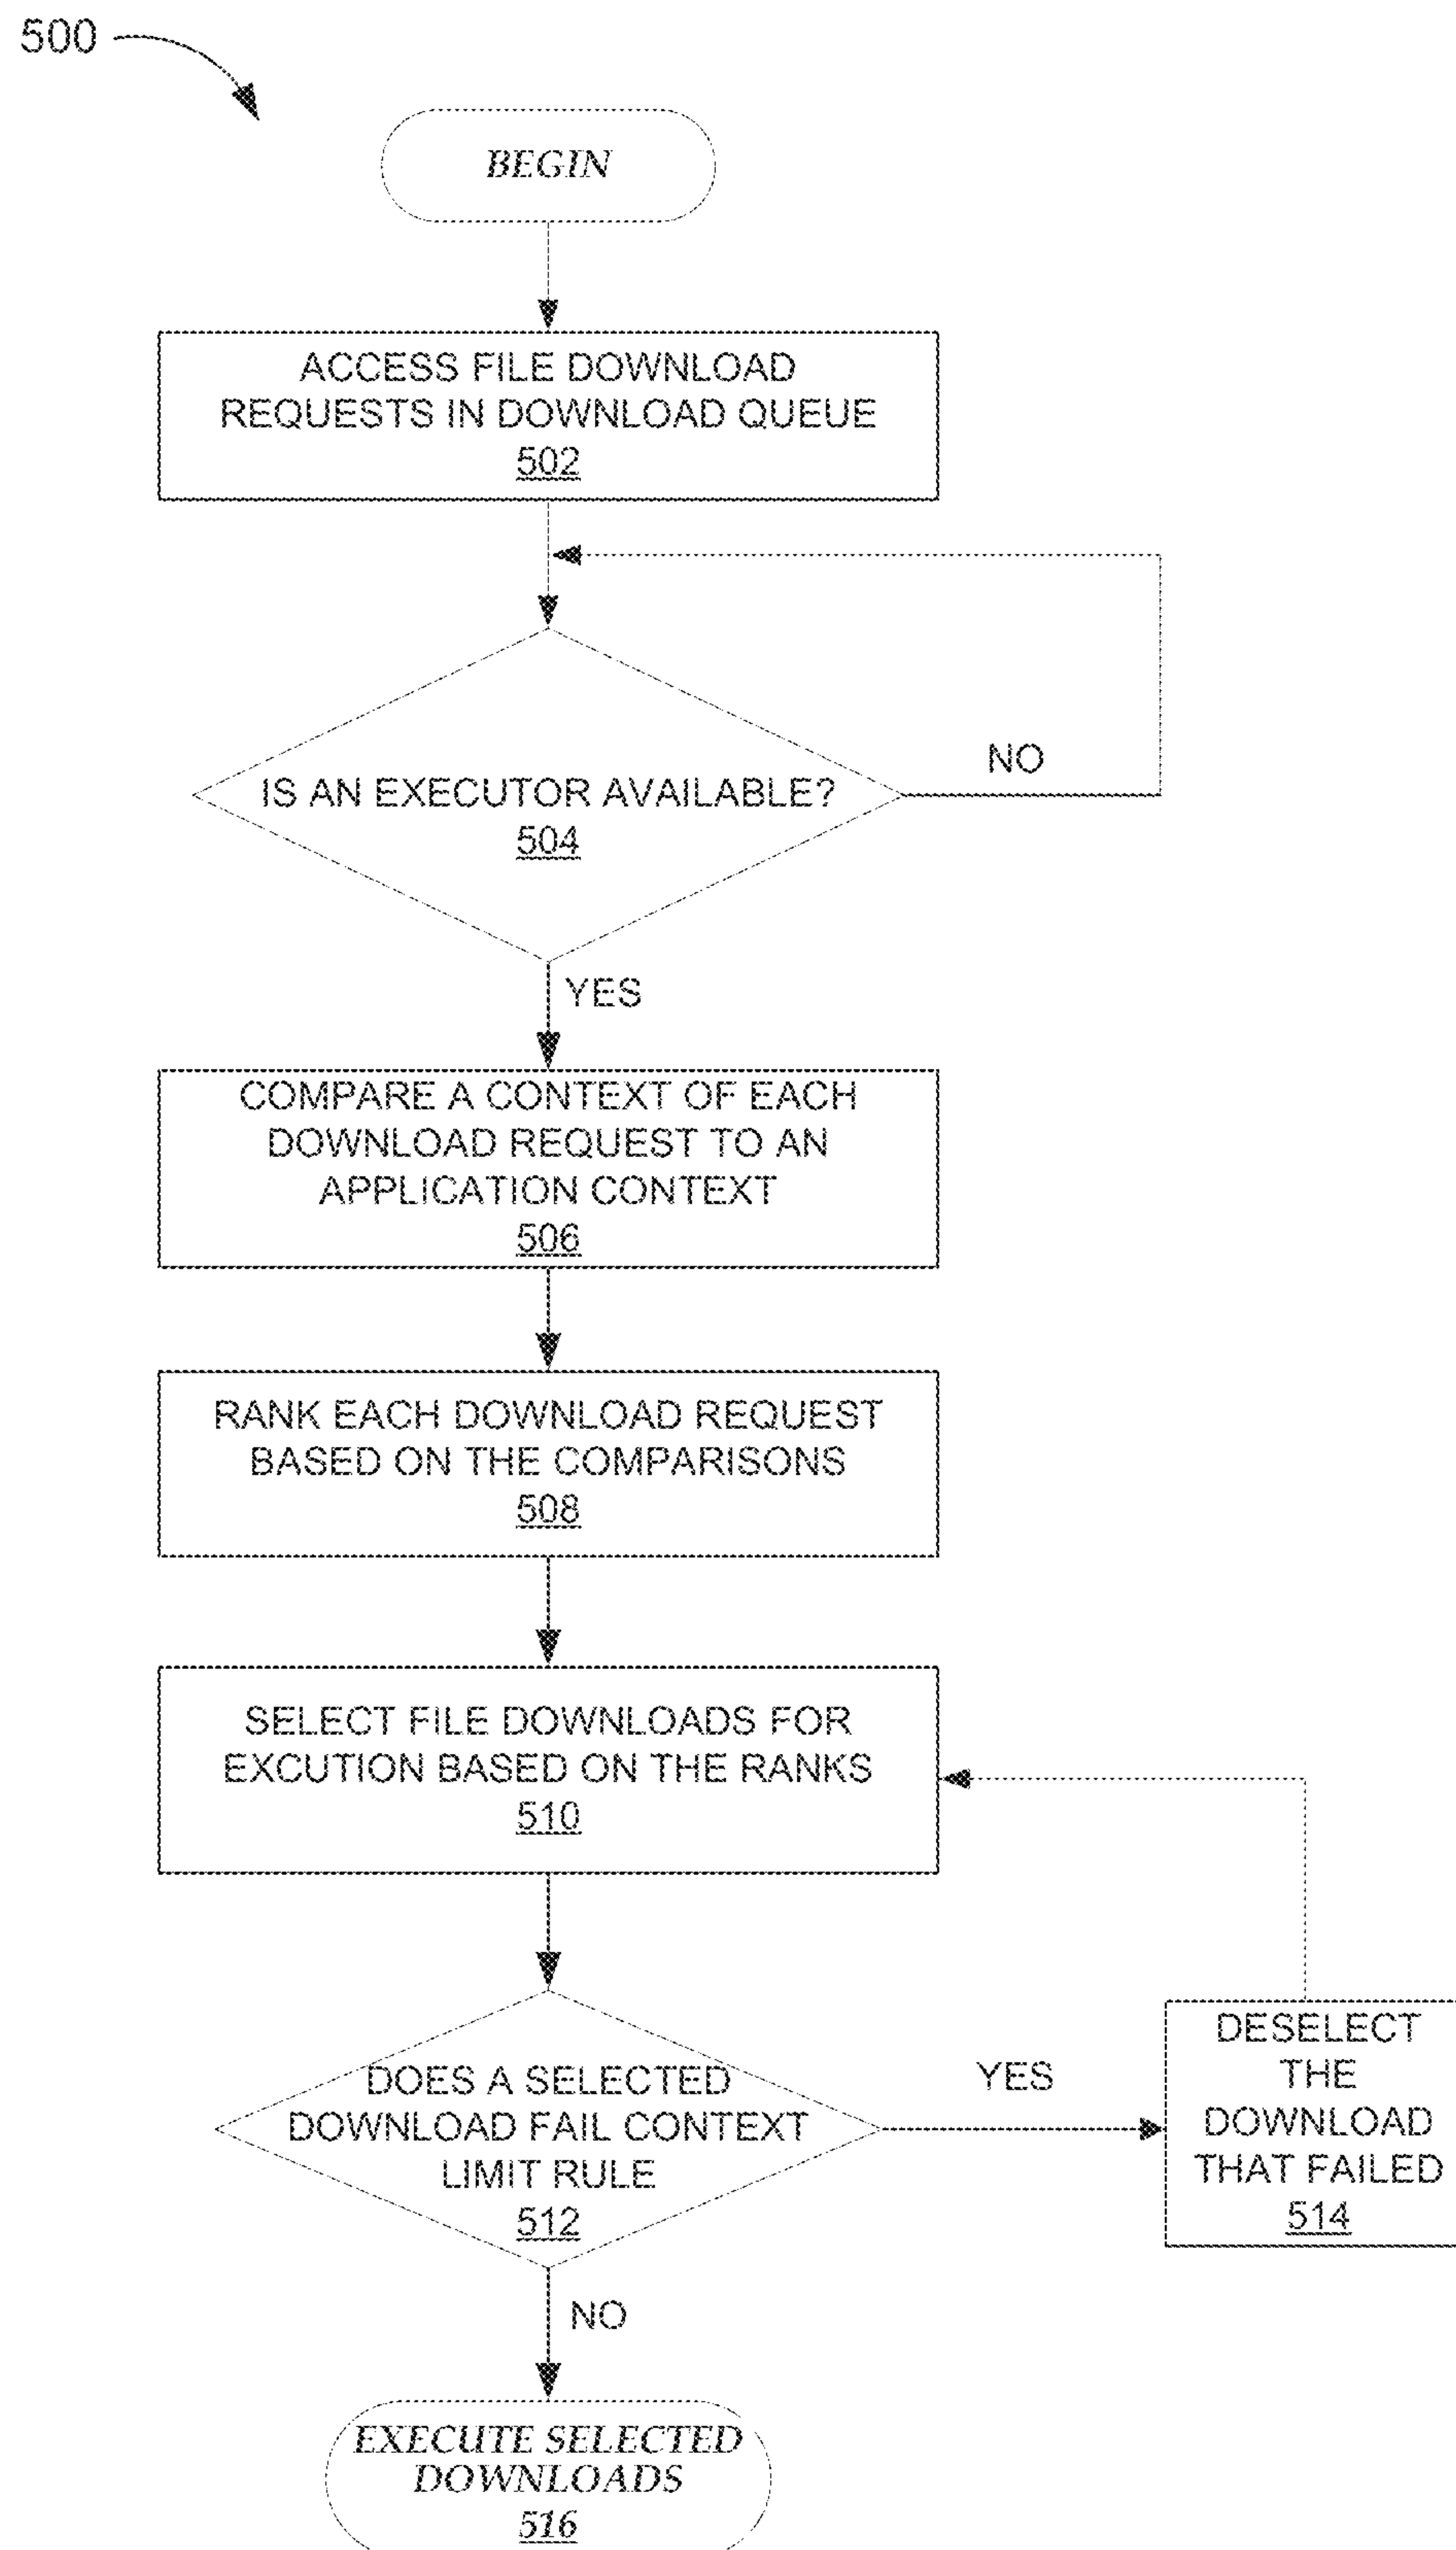 500
BEGIN
ACCESS FILE DOWNLOAD
REQUESTS IN DOWNLOAD QUEUE
502
IS AN EXECUTOR AVAILABLE?
504
NO
YES
COMPARE A CONTEXT OF EACH
DOWNLOAD REQUEST TO AN
APPLICATION CONTEXT
506
RANK EACH DOWNLOAD REQUEST
BASED ON THE COMPARISONS
508
SELECT FILE DOWNLOADS FOR
EXCUTION BASED ON THE RANKS
510
DOES A SELECTED
DOWNLOAD FAIL CONTEXT
LIMIT RULE
512
YES
DESELECT
THE
DOWNLOAD
THAT FAILED
514
NO
EXECUTE SELECTED
DOWNLOADS
516